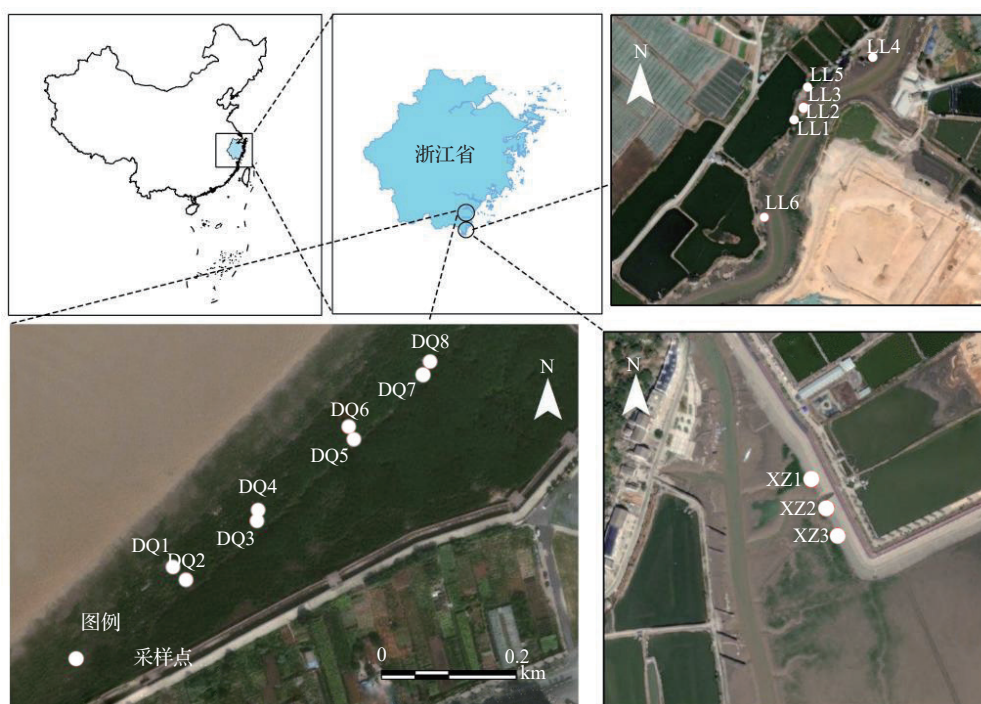 浙江省
N
LL4
LL5
LL3
LL2
LL1
LL6
DQ8
DQ7
DQ6
DQ5
DQ4
DQ3
DQ1
DQ2
N
图例
采样点
0
0.2
km
N
XZ1
XZ2
XZ3